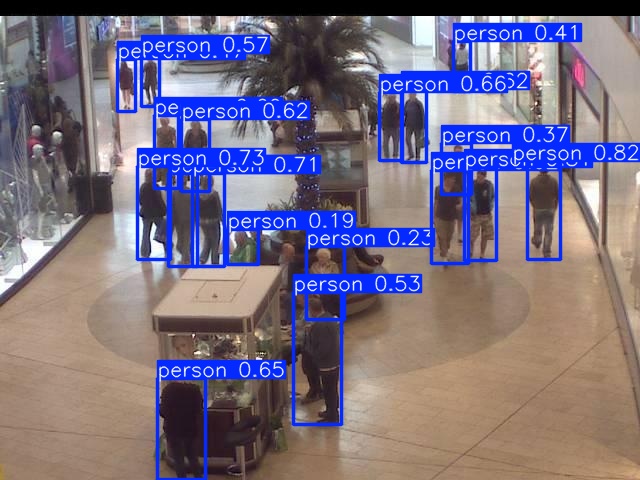 person 0.41
person 0.57
person 0.66
person 0.62
person 0.37
person 0.82
person 0.73
person 0.71
person 0.19
person 0.23
person 0.53
person 0.65